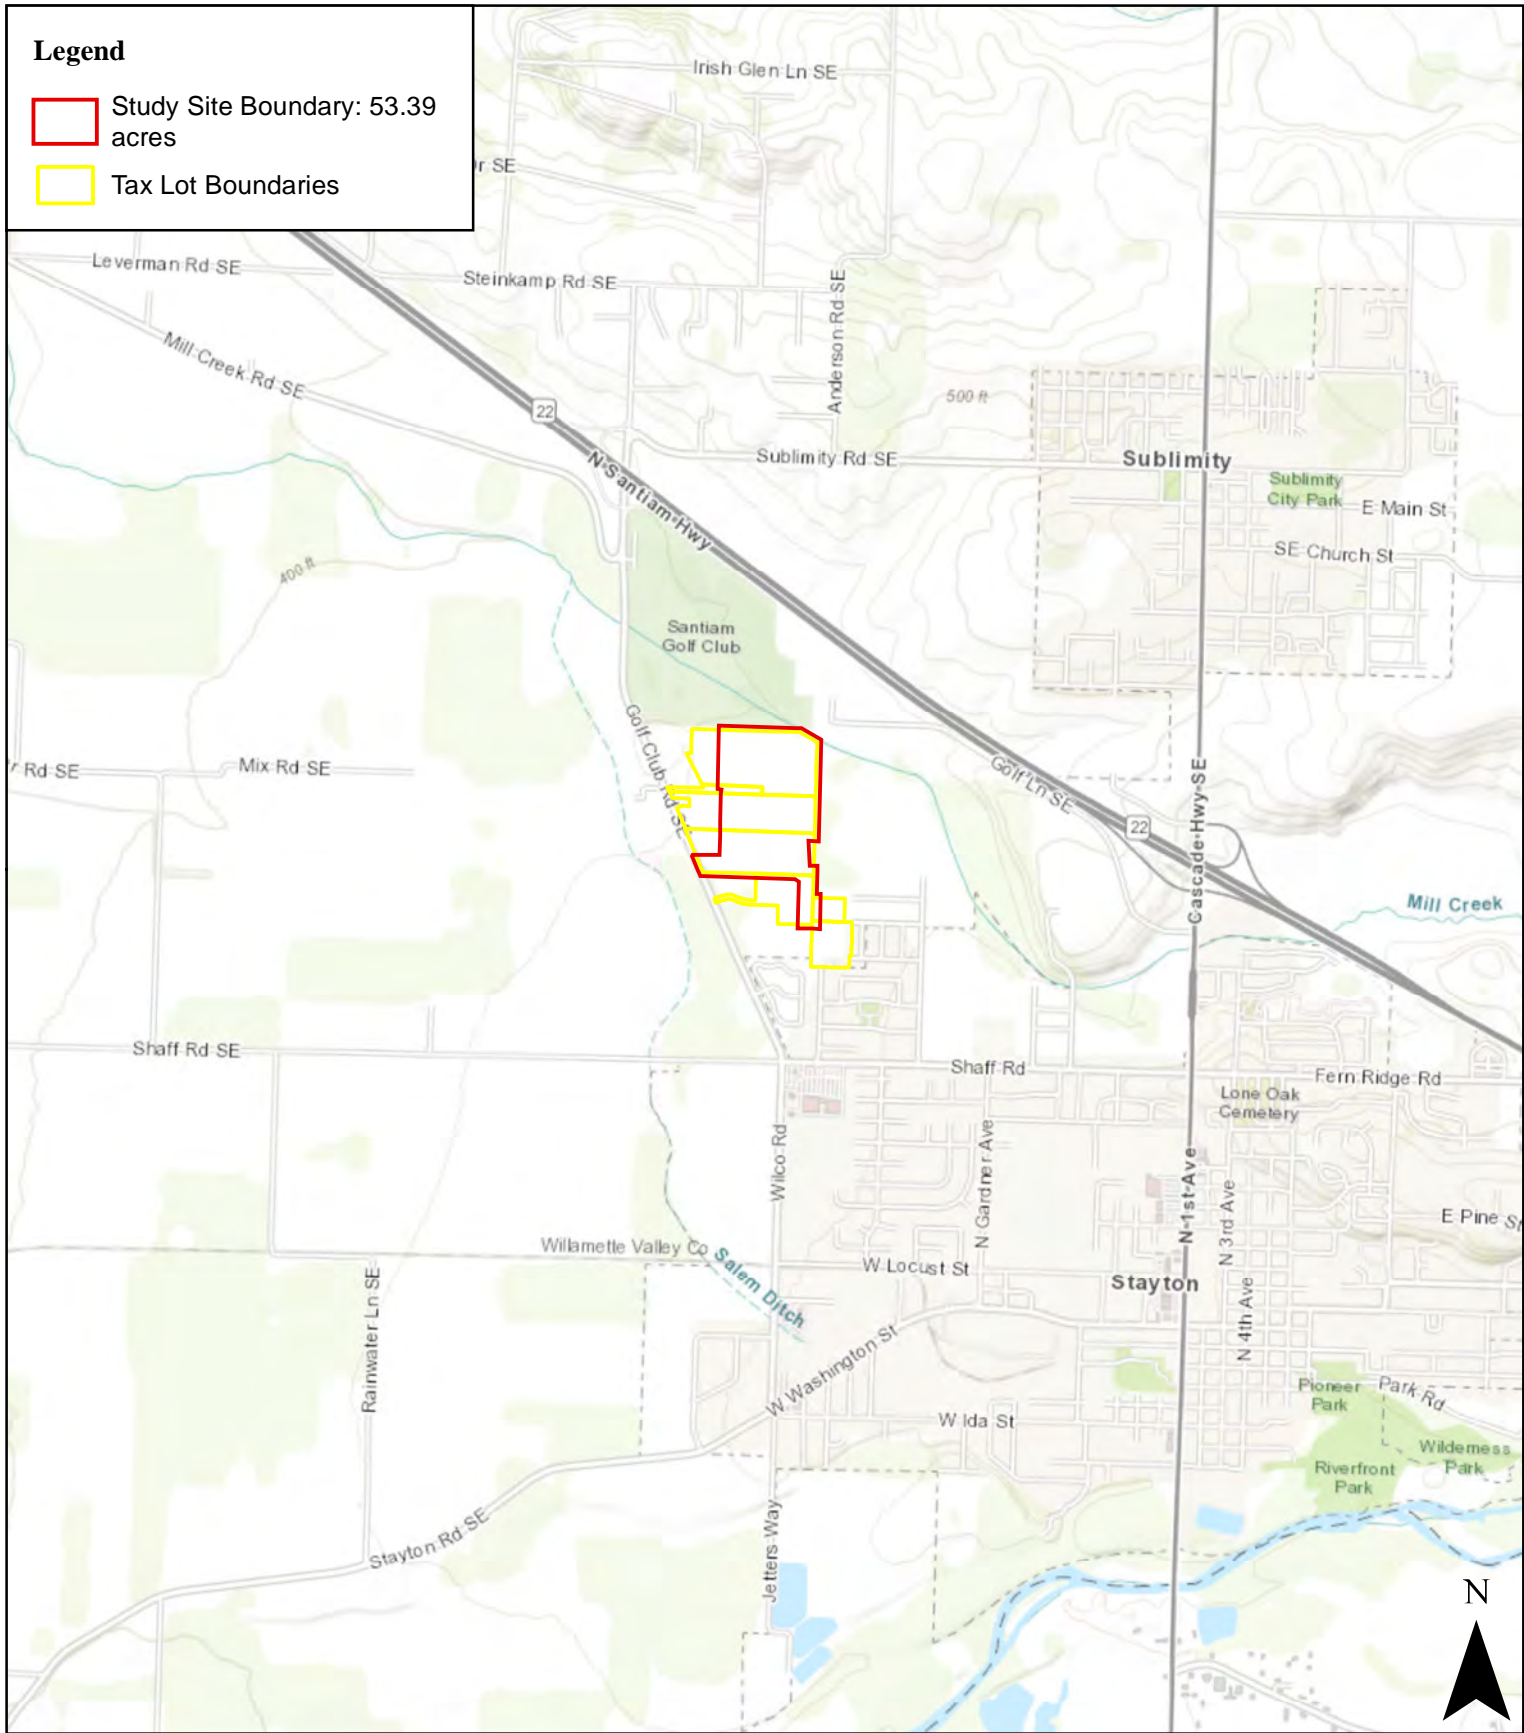 Legend
Study Site Boundary: 53.39
acres
Tax Lot Boundaries
Irish Glen Ln SE
Dr SE
Leverman Rd SE
Steinkamp Rd SE
Anderson Rd SE
Mill Creek Rd SE
22
500 ft
N Santiam Hwy
Sublimity Rd SE
Sublimity
Sublimity
City Park
E Main St
SE Church St
400 ft
Santiam
Golf Club
Golf Club Rd SE
Rd SE
Mix Rd SE
Golf Ln SE
22
Cascade Hwy SE
Mill Creek
Shaff Rd SE
Shaff Rd
Fern Ridge Rd
Lone Oak
Cemetery
Wilco Rd
N Gardner Ave
N 1st Ave
N 3rd Ave
E Pine St
Willamette Valley Co
Salem Ditch
W Locust St
Stayton
N 4th Ave
Rainwater Ln SE
W Washington St
Pioneer
Park
Park Rd
W Ida St
Wilderness
Park
Riverfront
Park
Stayton Rd SE
Jetters Way
N